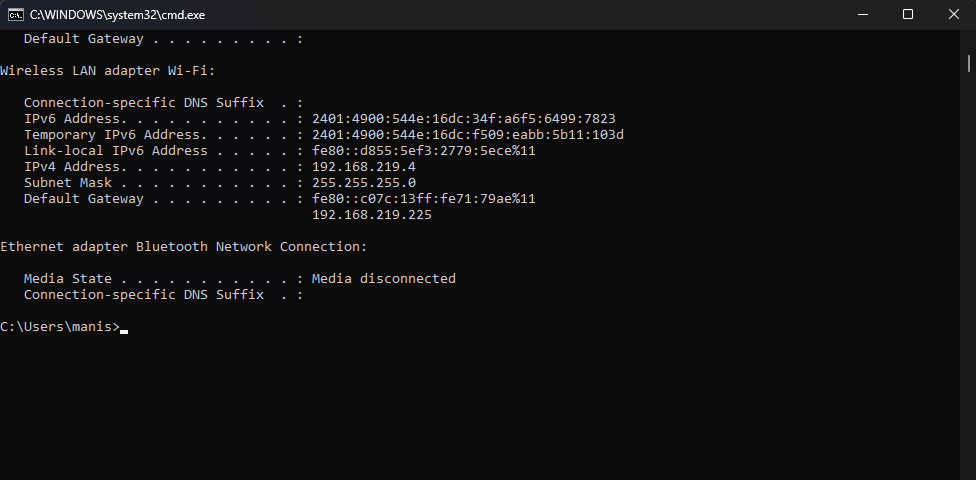 C:\WINDOWS\system32\cmd.exe
   Default Gateway . . . . . . . . . :

Wireless LAN adapter Wi-Fi:

   Connection-specific DNS Suffix  . :
   IPv6 Address. . . . . . . . . . . : 2401:4900:544e:16dc:34f:a6f5:6499:7823
   Temporary IPv6 Address. . . . . . : 2401:4900:544e:16dc:f509:eabb:5b11:103d
   Link-local IPv6 Address . . . . . : fe80::d855:5ef3:2779:5ece%11
   IPv4 Address. . . . . . . . . . . : 192.168.219.4
   Subnet Mask . . . . . . . . . . . : 255.255.255.0
   Default Gateway . . . . . . . . . : fe80::c07c:13ff:fe71:79ae%11
                                       192.168.219.225

Ethernet adapter Bluetooth Network Connection:

   Media State . . . . . . . . . . . : Media disconnected
   Connection-specific DNS Suffix  . :

C:\Users\manis>